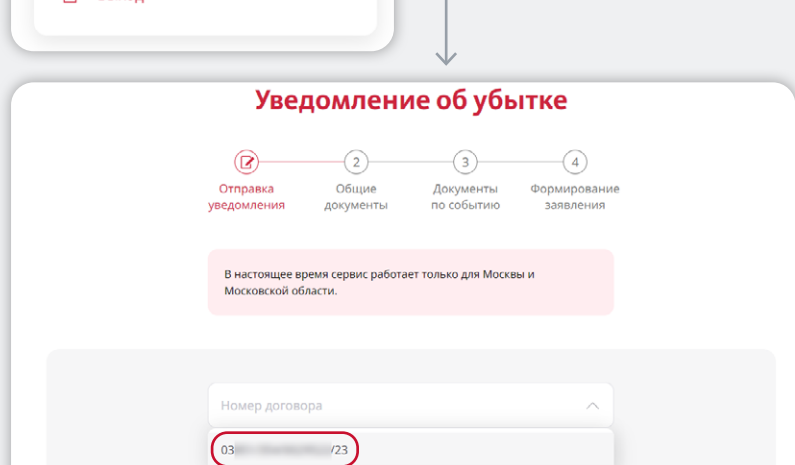 Уведомление об убытке
2
3
4
Отправка
уведомления
Общие
документы
Документы
по событию
Формирование
заявления
В настоящее время сервис работает только для Москвы и
Московской области.
Номер договора
03 /23